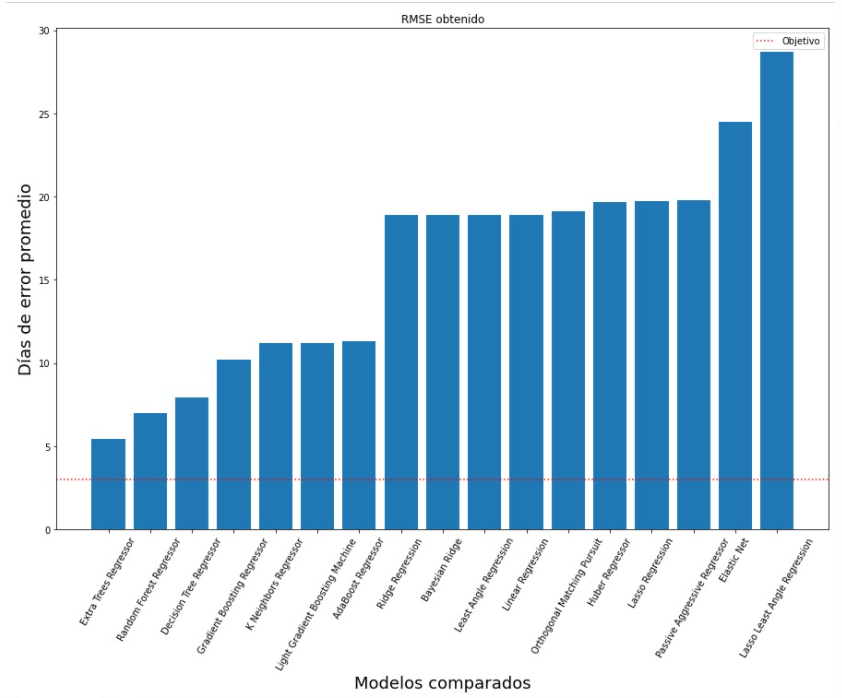 RMSE obtenido
Objetivo
Días de error promedio
30
25
20
15
10
5
0
Extra Trees Regressor
Random Forest Regressor
Decision Tree Regressor
Gradient Boosting Regressor
K Neighbors Regressor
Light Gradient Boosting Machine
AdaBoost Regressor
Ridge Regression
Bayesian Ridge
Least Angle Regression
Linear Regression
Orthogonal Matching Pursuit
Huber Regressor
Lasso Regression
Passive Aggressive Regressor
Elastic Net
Lasso Least Angle Regression
Modelos comparados